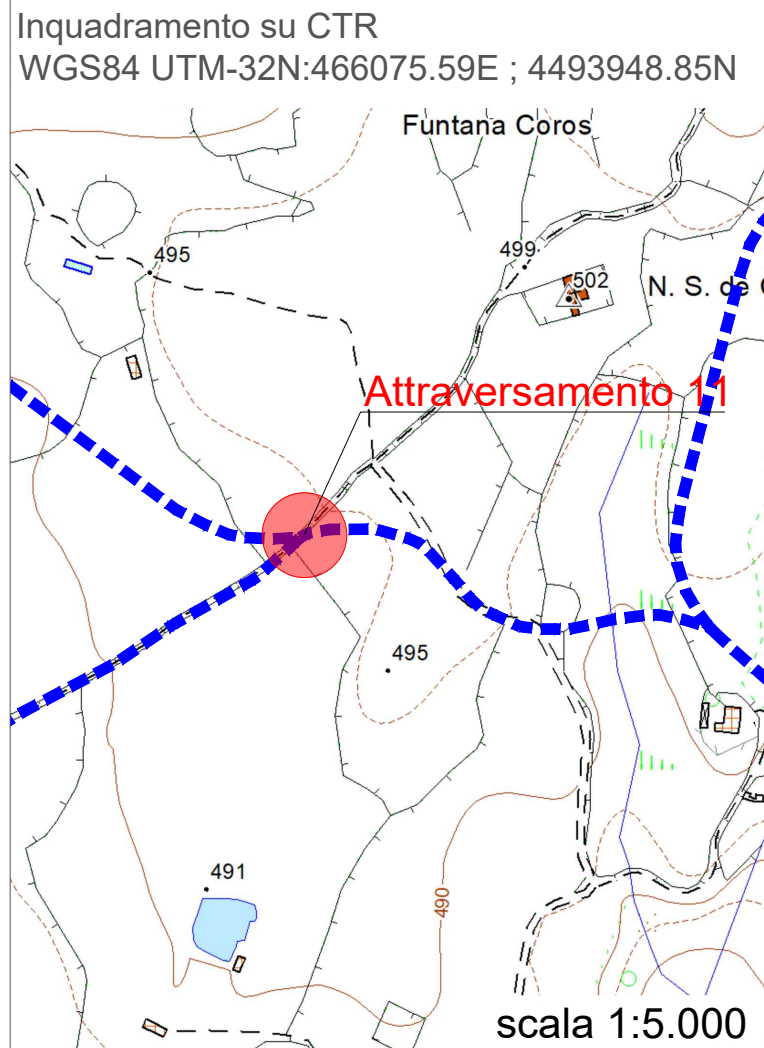 Inquadramento su CTR
WGS84 UTM-32N:466075.59E ; 4493948.85N
Funtana Coros
495
499
502
N. S. de
Attraversamento 11
495
491
490
scala 1:5.000